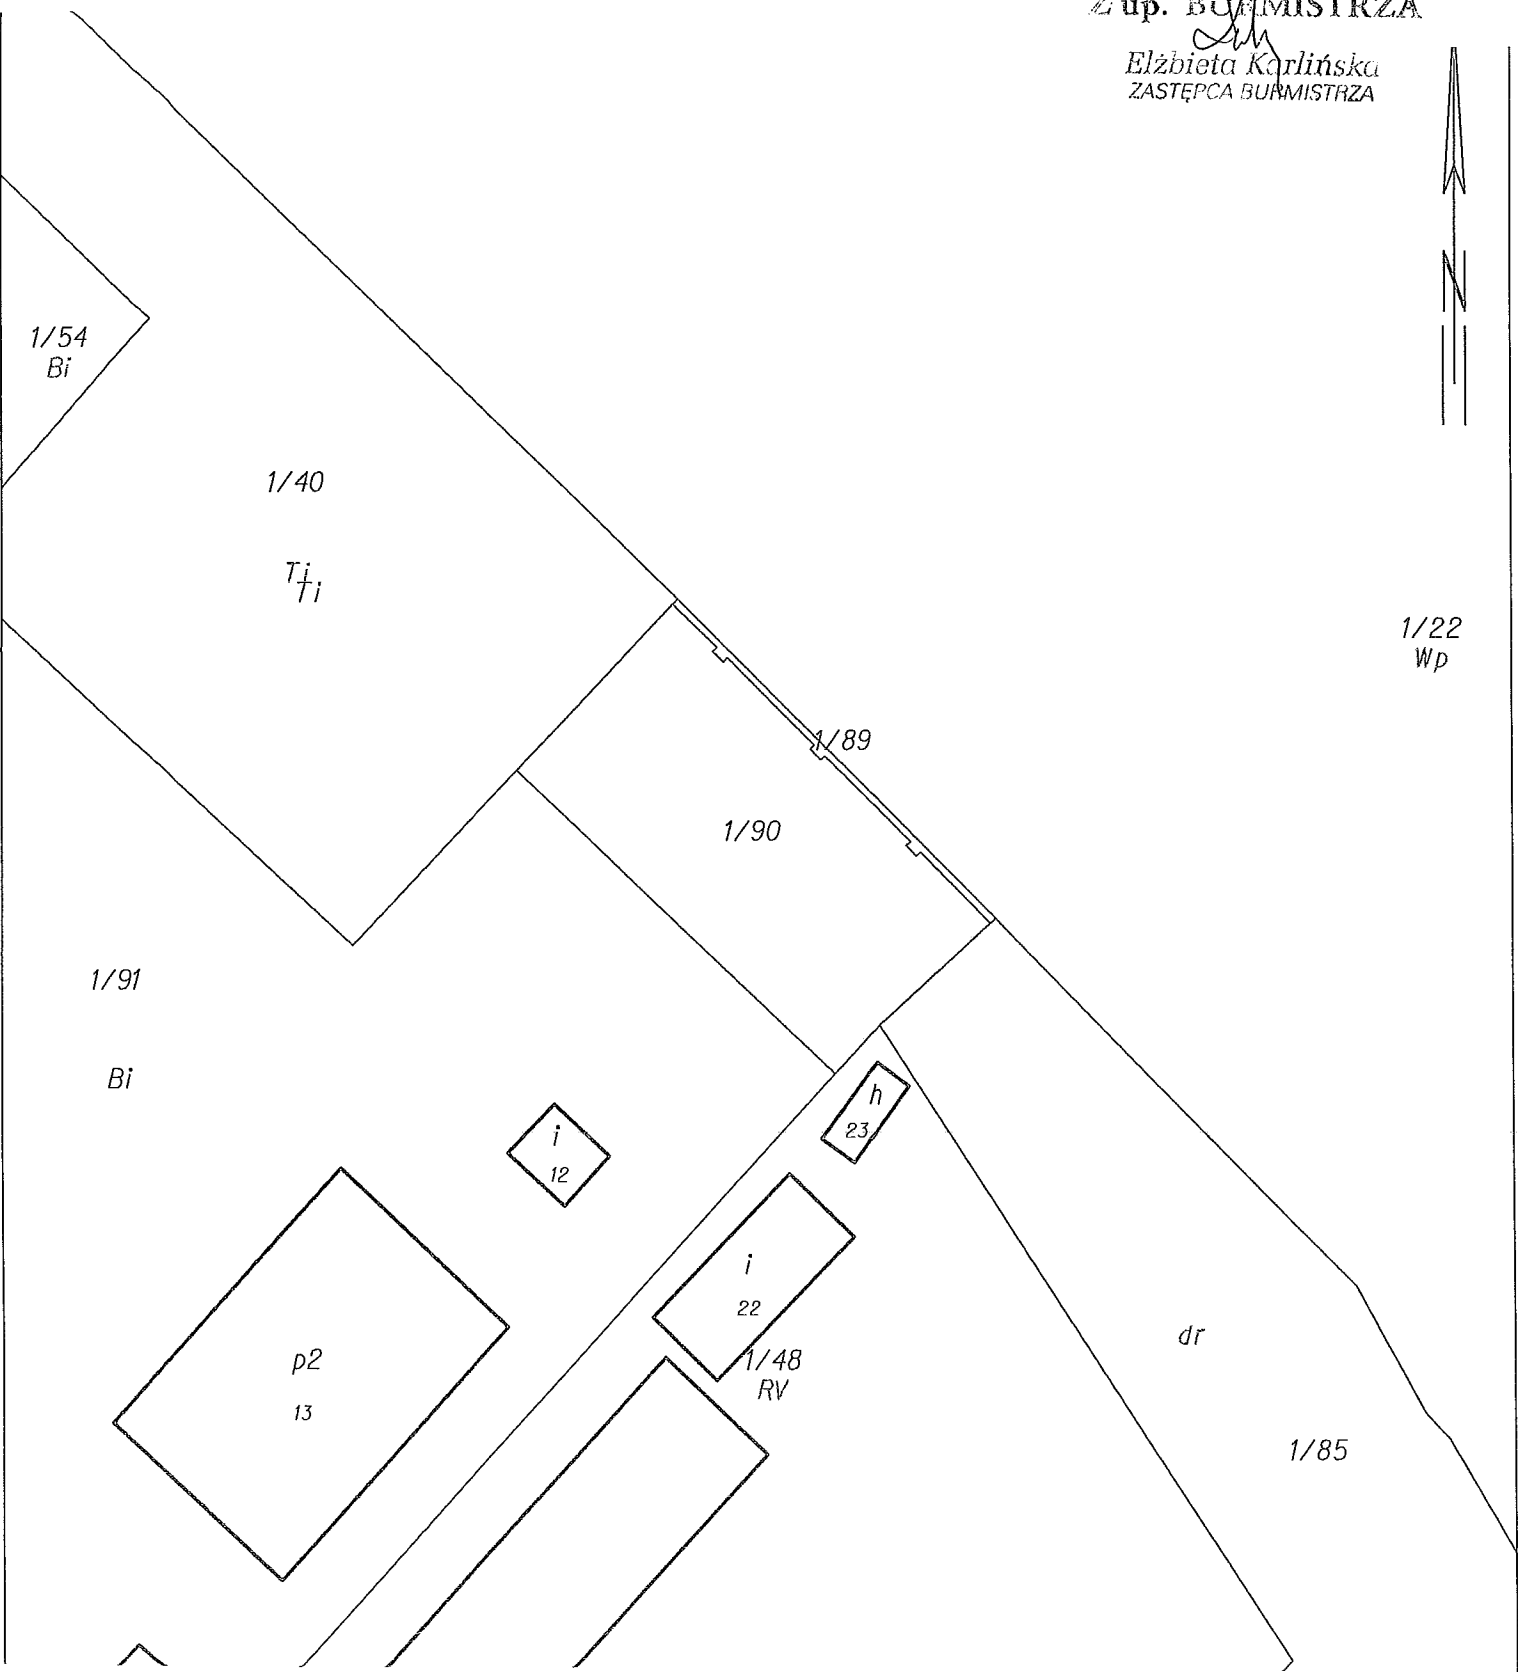 Z up. BURMISTRZA
Elżbieta Karlińska
ZASTĘPCA BURMISTRZA
N
1/54
Bi
1/40
Ti
Ti
1/22
Wp
1/89
1/90
1/91
Bi
h
23
i
12
i
22
p2
13
1/48
RV
dr
1/85